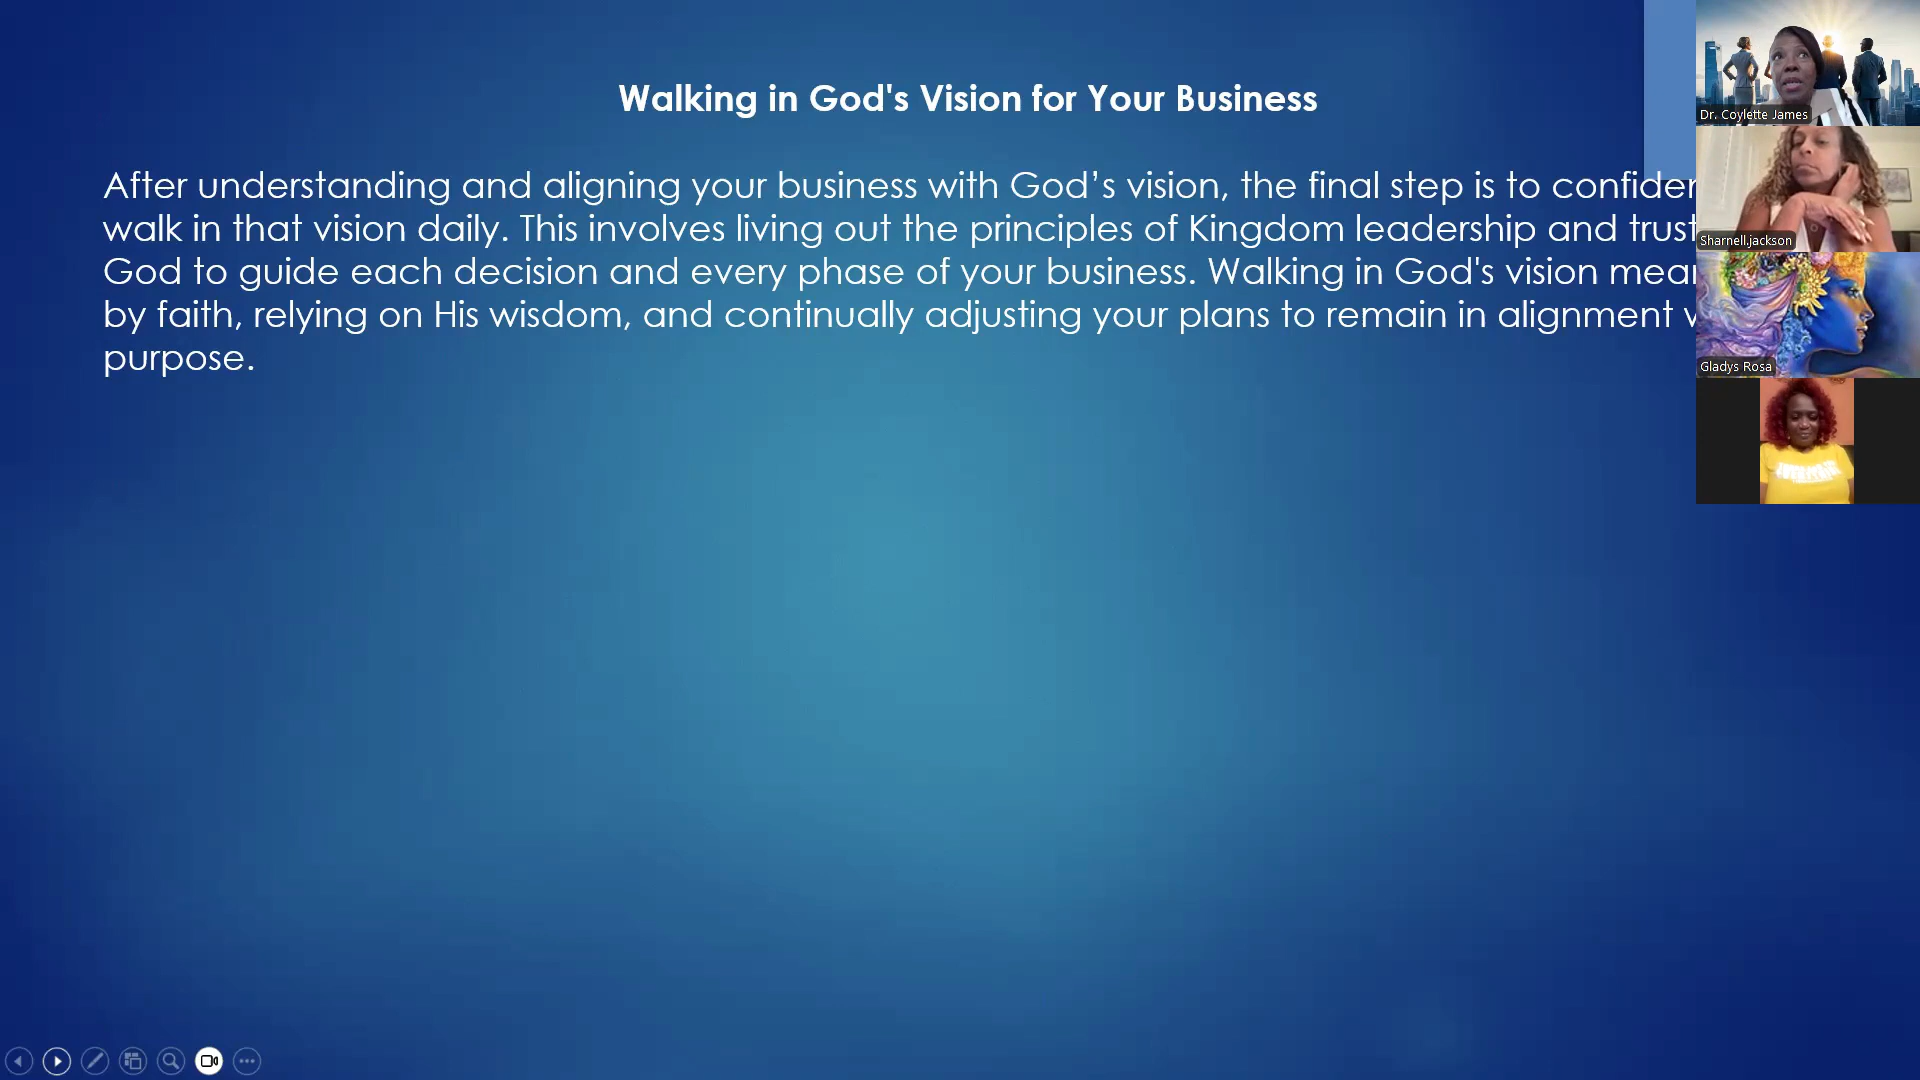 Walking in God's Vision for Your Business
After understanding and aligning your business with God’s vision, the final step is to
walk in that vision daily. This involves living out the principles of Kingdom leadership and
God to guide each decision and every phase of your business. Walking in God's vision
by faith, relying on His wisdom, and continually adjusting your plans to remain in alignment
purpose.
Dr. Coylette James
Sharnell.jackson
Gladys Rosa